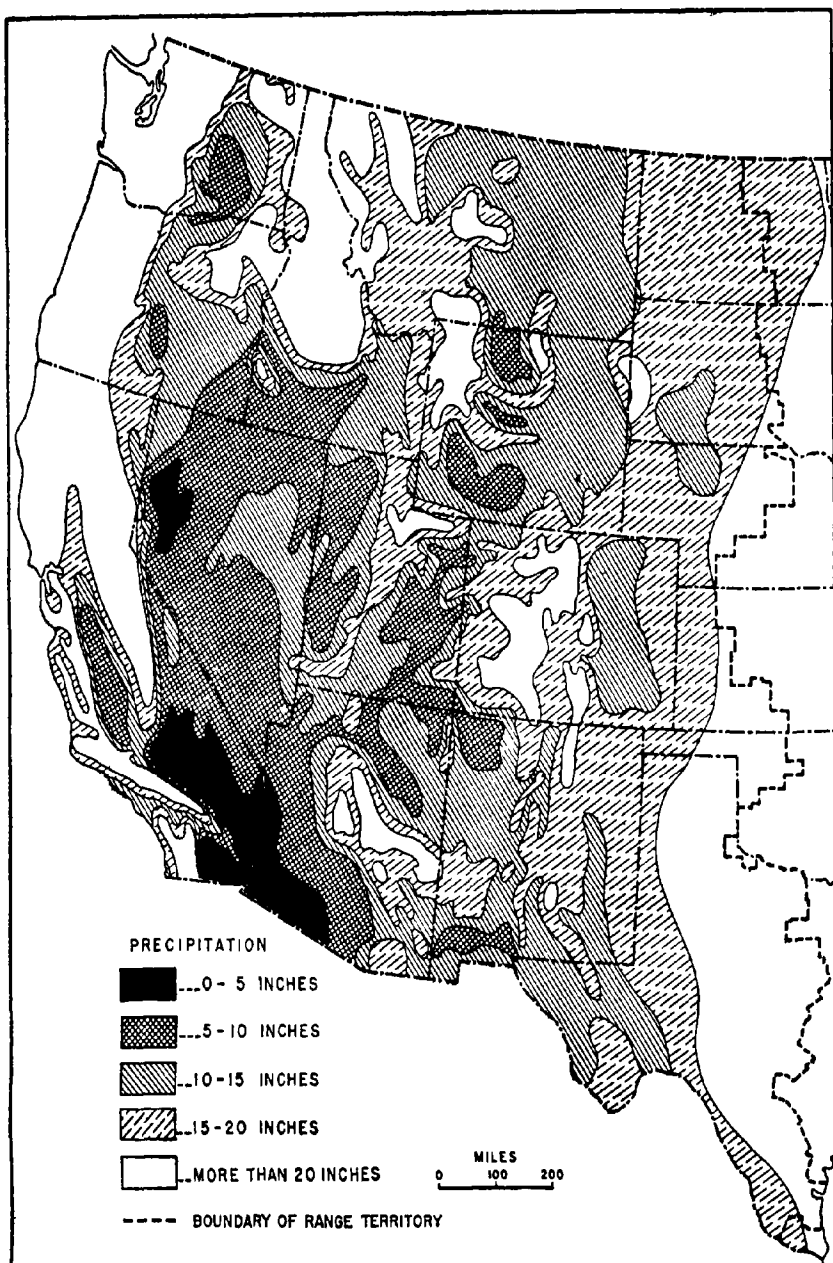 PRECIPITATION
0-5 INCHES
5-10 INCHES
10-15 INCHES
15-20 INCHES
MORE THAN 20 INCHES
BOUNDARY OF RANGE TERRITORY
MILES
0 100 200